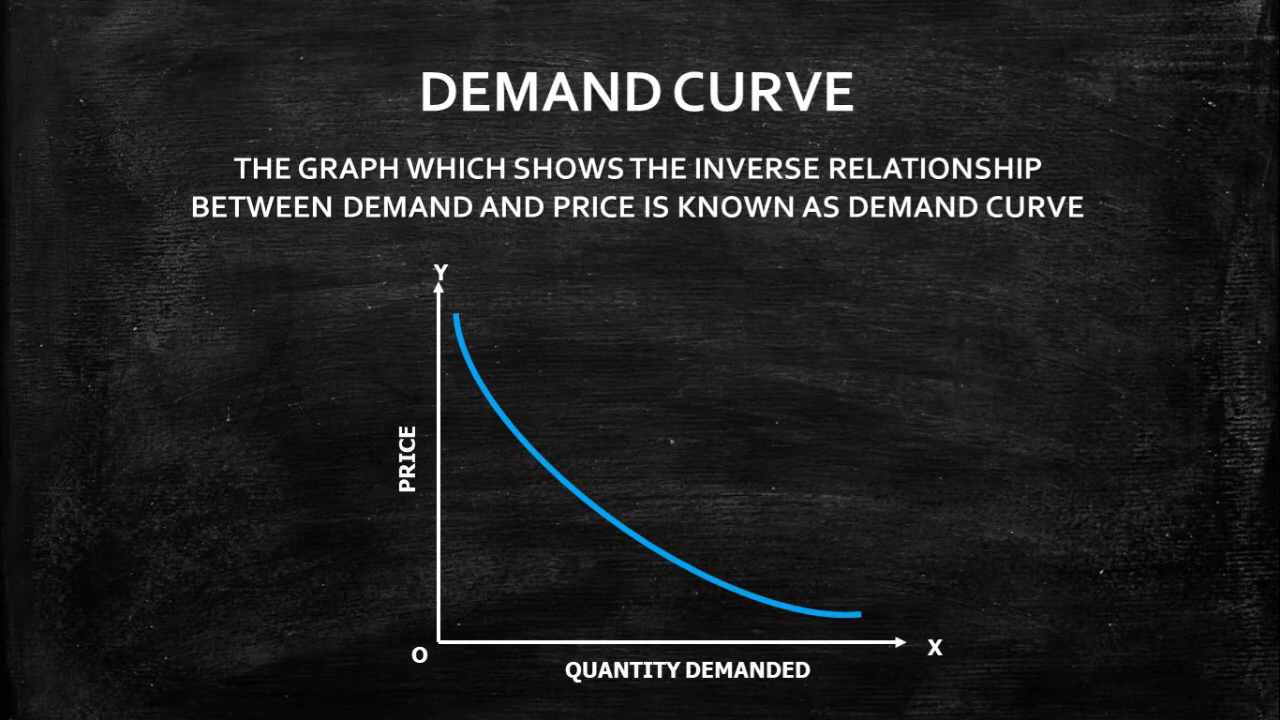 DEMAND CURVE
THE GRAPH WHICH SHOWS THE INVERSE RELATIONSHIP
BETWEEN DEMAND AND PRICE IS KNOWN AS DEMAND CURVE
Y
PRICE
O
X
QUANTITY DEMANDED